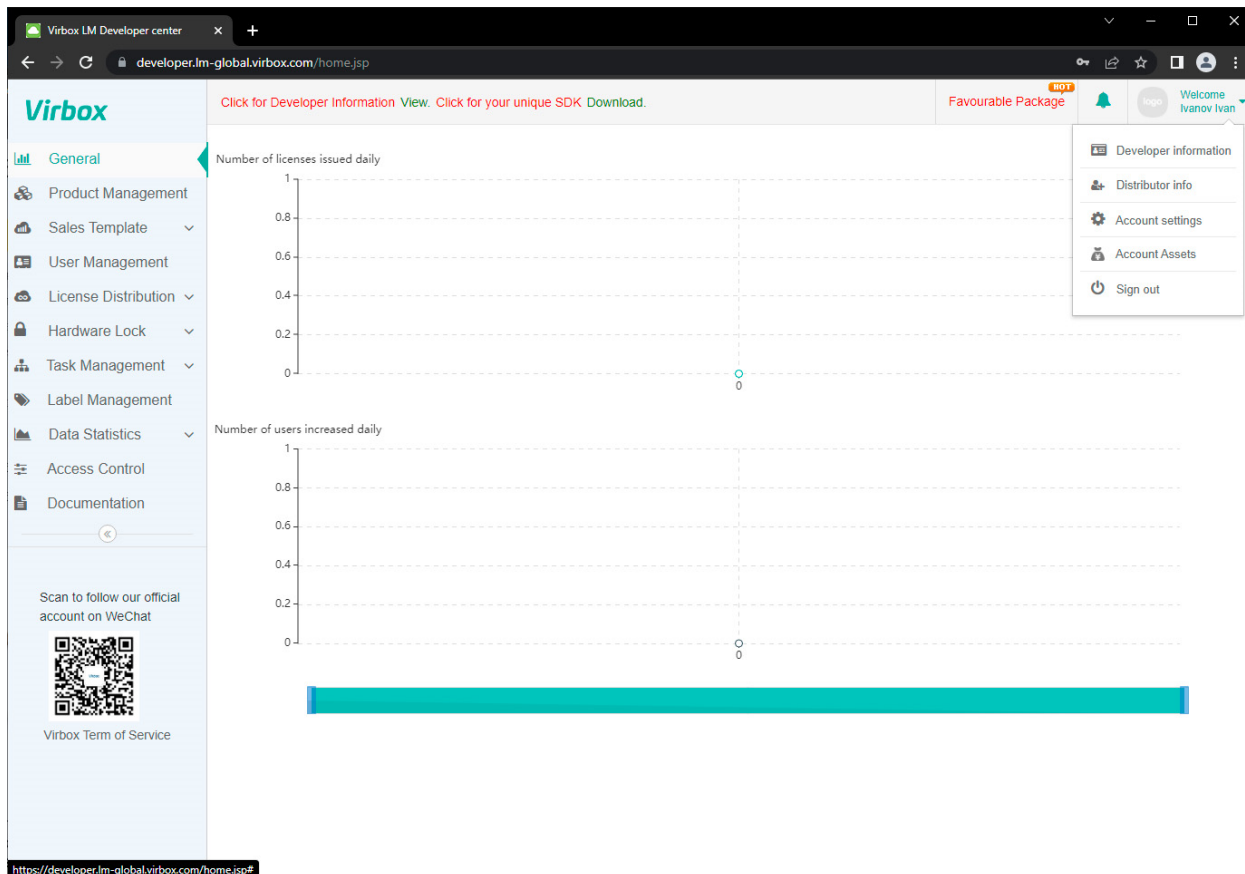 Virbox LM Developer center
developer.lm-global.virbox.com/home.jsp
Virbox
Click for Developer Information View. Click for your unique SDK Download.
HOT
Favourable Package
logo
Welcome
Ivanov Ivan
Developer information
Distributor info
Account settings
Account Assets
Sign out
General
Product Management
Sales Template
User Management
License Distribution
Hardware Lock
Task Management
Label Management
Data Statistics
Access Control
Documentation
Scan to follow our official
account on WeChat
Virbox Term of Service
Number of licenses issued daily
1
0.8
0.6
0.4
0.2
0
0
Number of users increased daily
1
0.8
0.6
0.4
0.2
0
0
https://developer.lm-global.virbox.com/home.jsp#